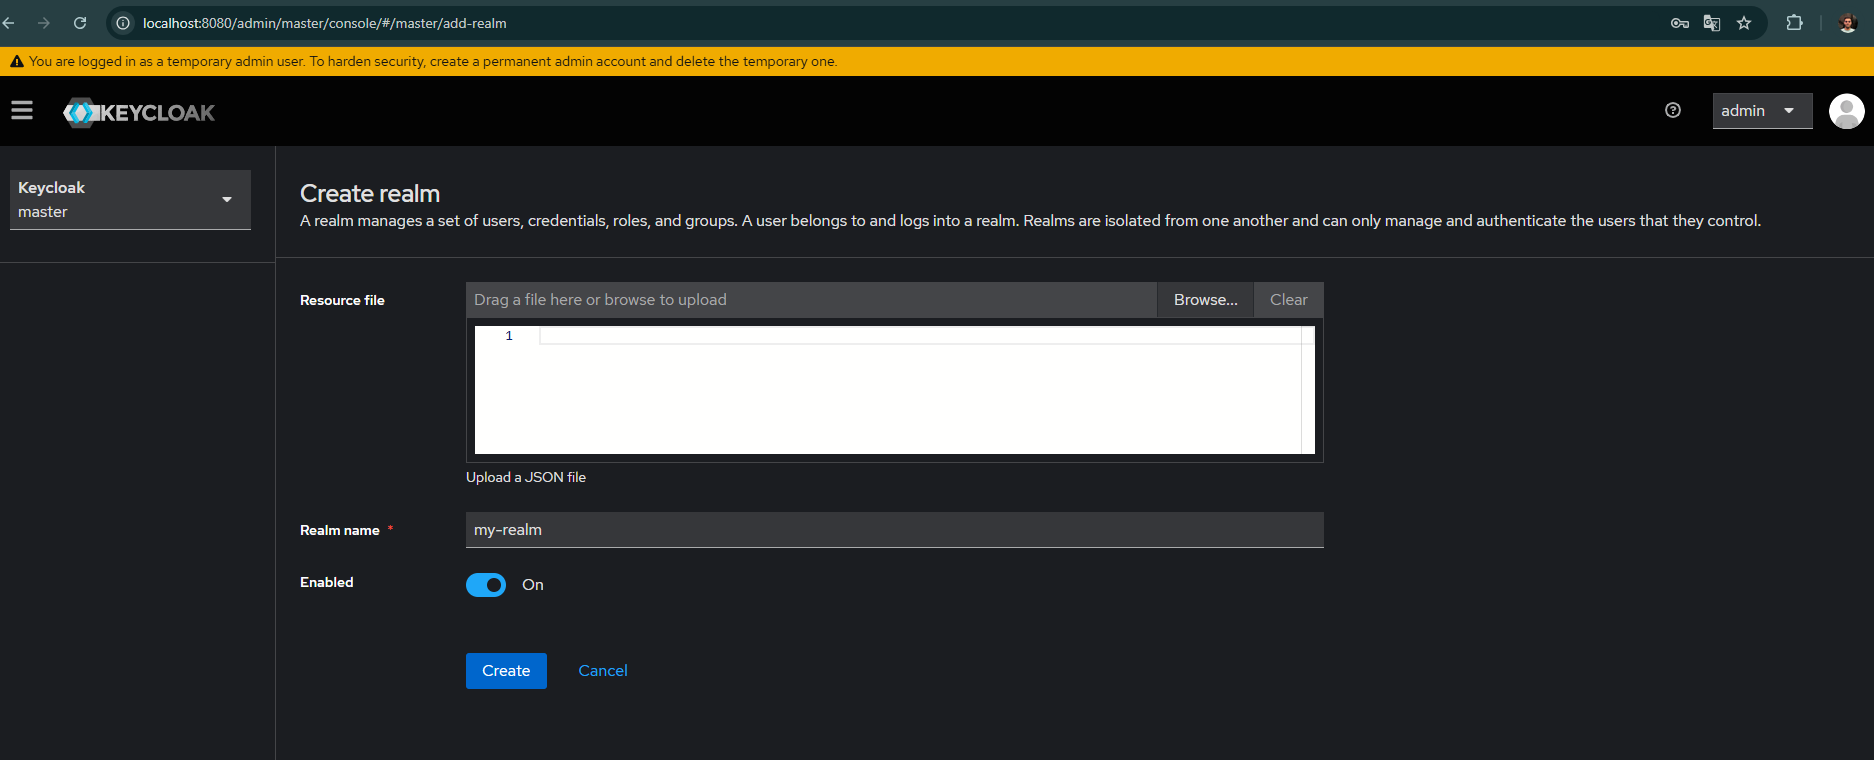 localhost:8080/admin/master/console/#/master/add-realm
You are logged in as a temporary admin user. To harden security, create a permanent admin account and delete the temporary one.
KEYCLOAK
admin
Keycloak
master
Create realm
A realm manages a set of users, credentials, roles, and groups. A user belongs to and logs into a realm. Realms are isolated from one another and can only manage and authenticate the users that they control.
Resource file
Drag a file here or browse to upload
Browse...
Clear
1
Upload a JSON file
Realm name *
my-realm
Enabled
On
Create
Cancel